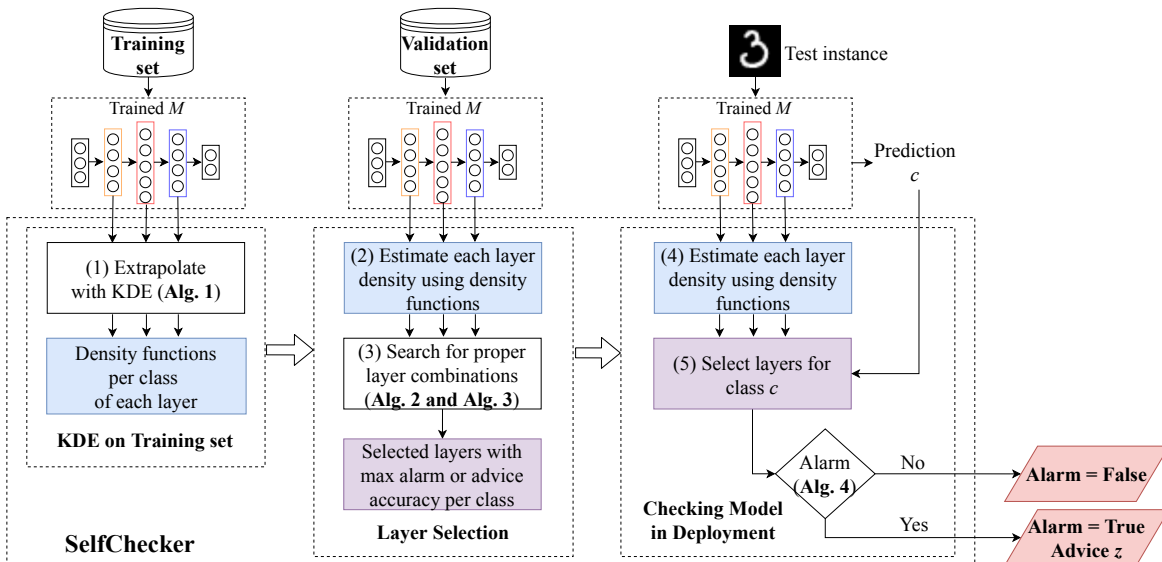 Training
set
Trained M
(1) Extrapolate
with KDE (Alg. 1)
Density functions
per class
of each layer
KDE on Training set
SelfChecker
Validation
set
Trained M
(2) Estimate each layer
density using density
functions
(3) Search for proper
layer combinations
(Alg. 2 and Alg. 3)
Selected layers with
max alarm or advice
accuracy per class
Layer Selection
3
Test instance
Trained M
Prediction
c
(4) Estimate each layer
density using density
functions
(5) Select layers for
class c
Alarm
(Alg. 4)
No
Yes
Checking Model
in Deployment
Alarm = False
Alarm = True
Advice z